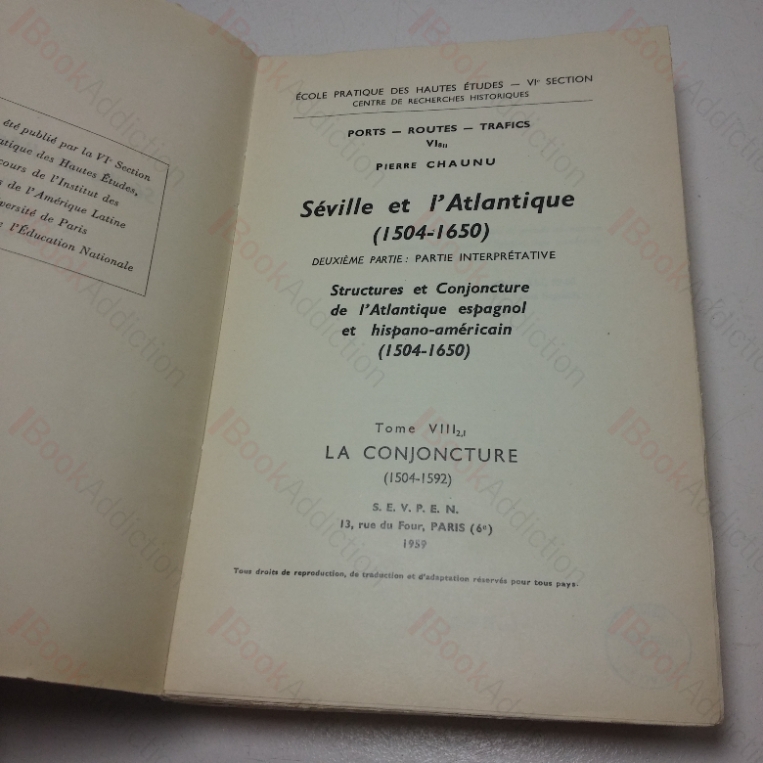 été publié par la VIe Section
atique des Hautes Études,
cours de l'Institut des
s de l'Amérique Latine
versité de Paris
l'Éducation Nationale
ÉCOLE PRATIQUE DES HAUTES ÉTUDES — VIe SECTION
CENTRE DE RECHERCHES HISTORIQUES
PORTS — ROUTES — TRAFICS
PIERRE CHAUNU
Séville et l'Atlantique
(1504-1650)
DEUXIÈME PARTIE : PARTIE INTERPRÉTATIVE
Structures et Conjoncture
de l'Atlantique espagnol
et hispano-américain
(1504-1650)
Tome VIII2,1
LA CONJONCTURE
(1504-1592)
S. E. V. P. E. N.
13, rue du Four, PARIS (6e)
1959
Tous droits de reproduction, de traduction et d'adaptation réservés pour tous pays.
BookAddiction